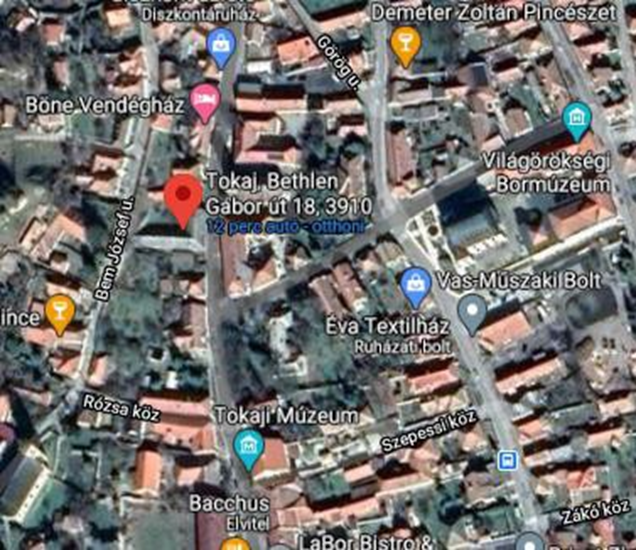 Diszkontáruház
Demeter Zoltán Pincészet
Görög u.
Bőne Vendégház
Világörökségi
Bormúzeum
Tokaj, Bethlen
Gábor út 18, 3910
12 perc autó - otthoni
Bem József u.
Vas-Műszaki Bolt
Éva Textilház
Ruházati bolt
ince
Rózsa köz
Tokaji Múzeum
Szepessi köz
Bacchus
Elvitel
LaBor Bistro &
Zákó köz